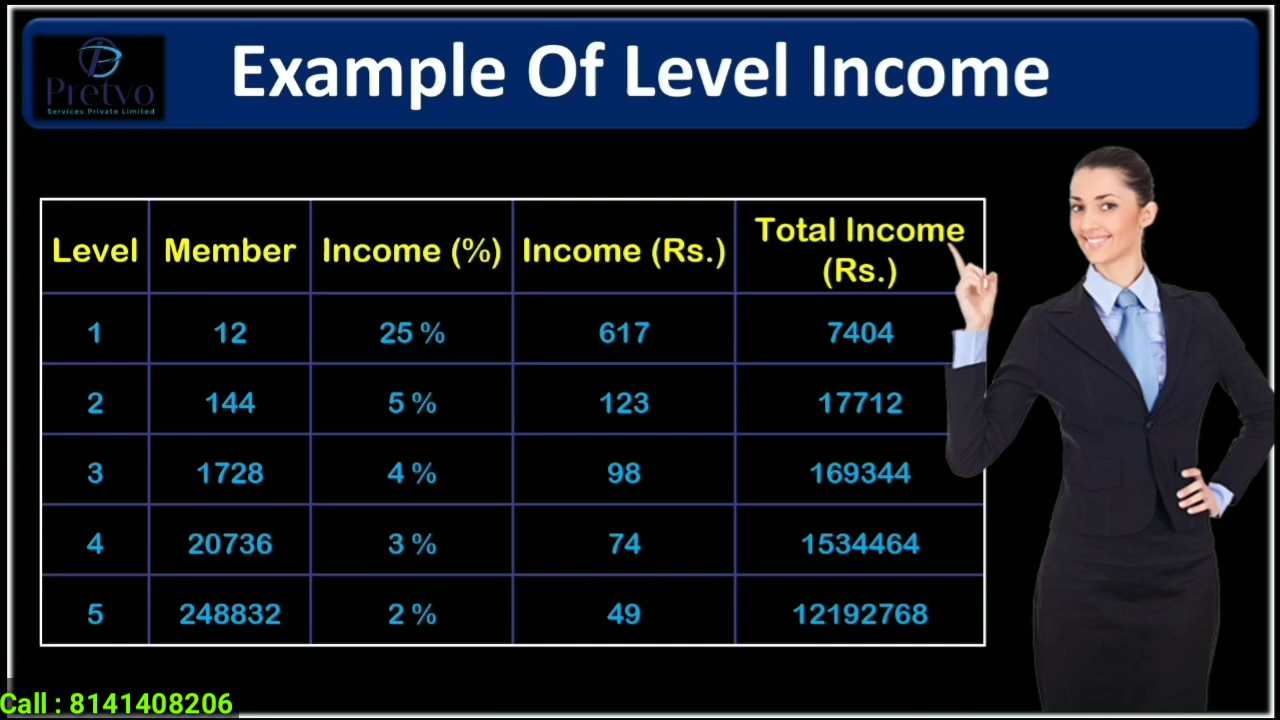 Pretvo
Services Private Limited
Example Of Level Income
Level Member Income (%) Income (Rs.) Total Income (Rs.)
1 12 25 % 617 7404
2 144 5 % 123 17712
3 1728 4 % 98 169344
4 20736 3 % 74 1534464
5 248832 2 % 49 12192768
Call : 8141408206